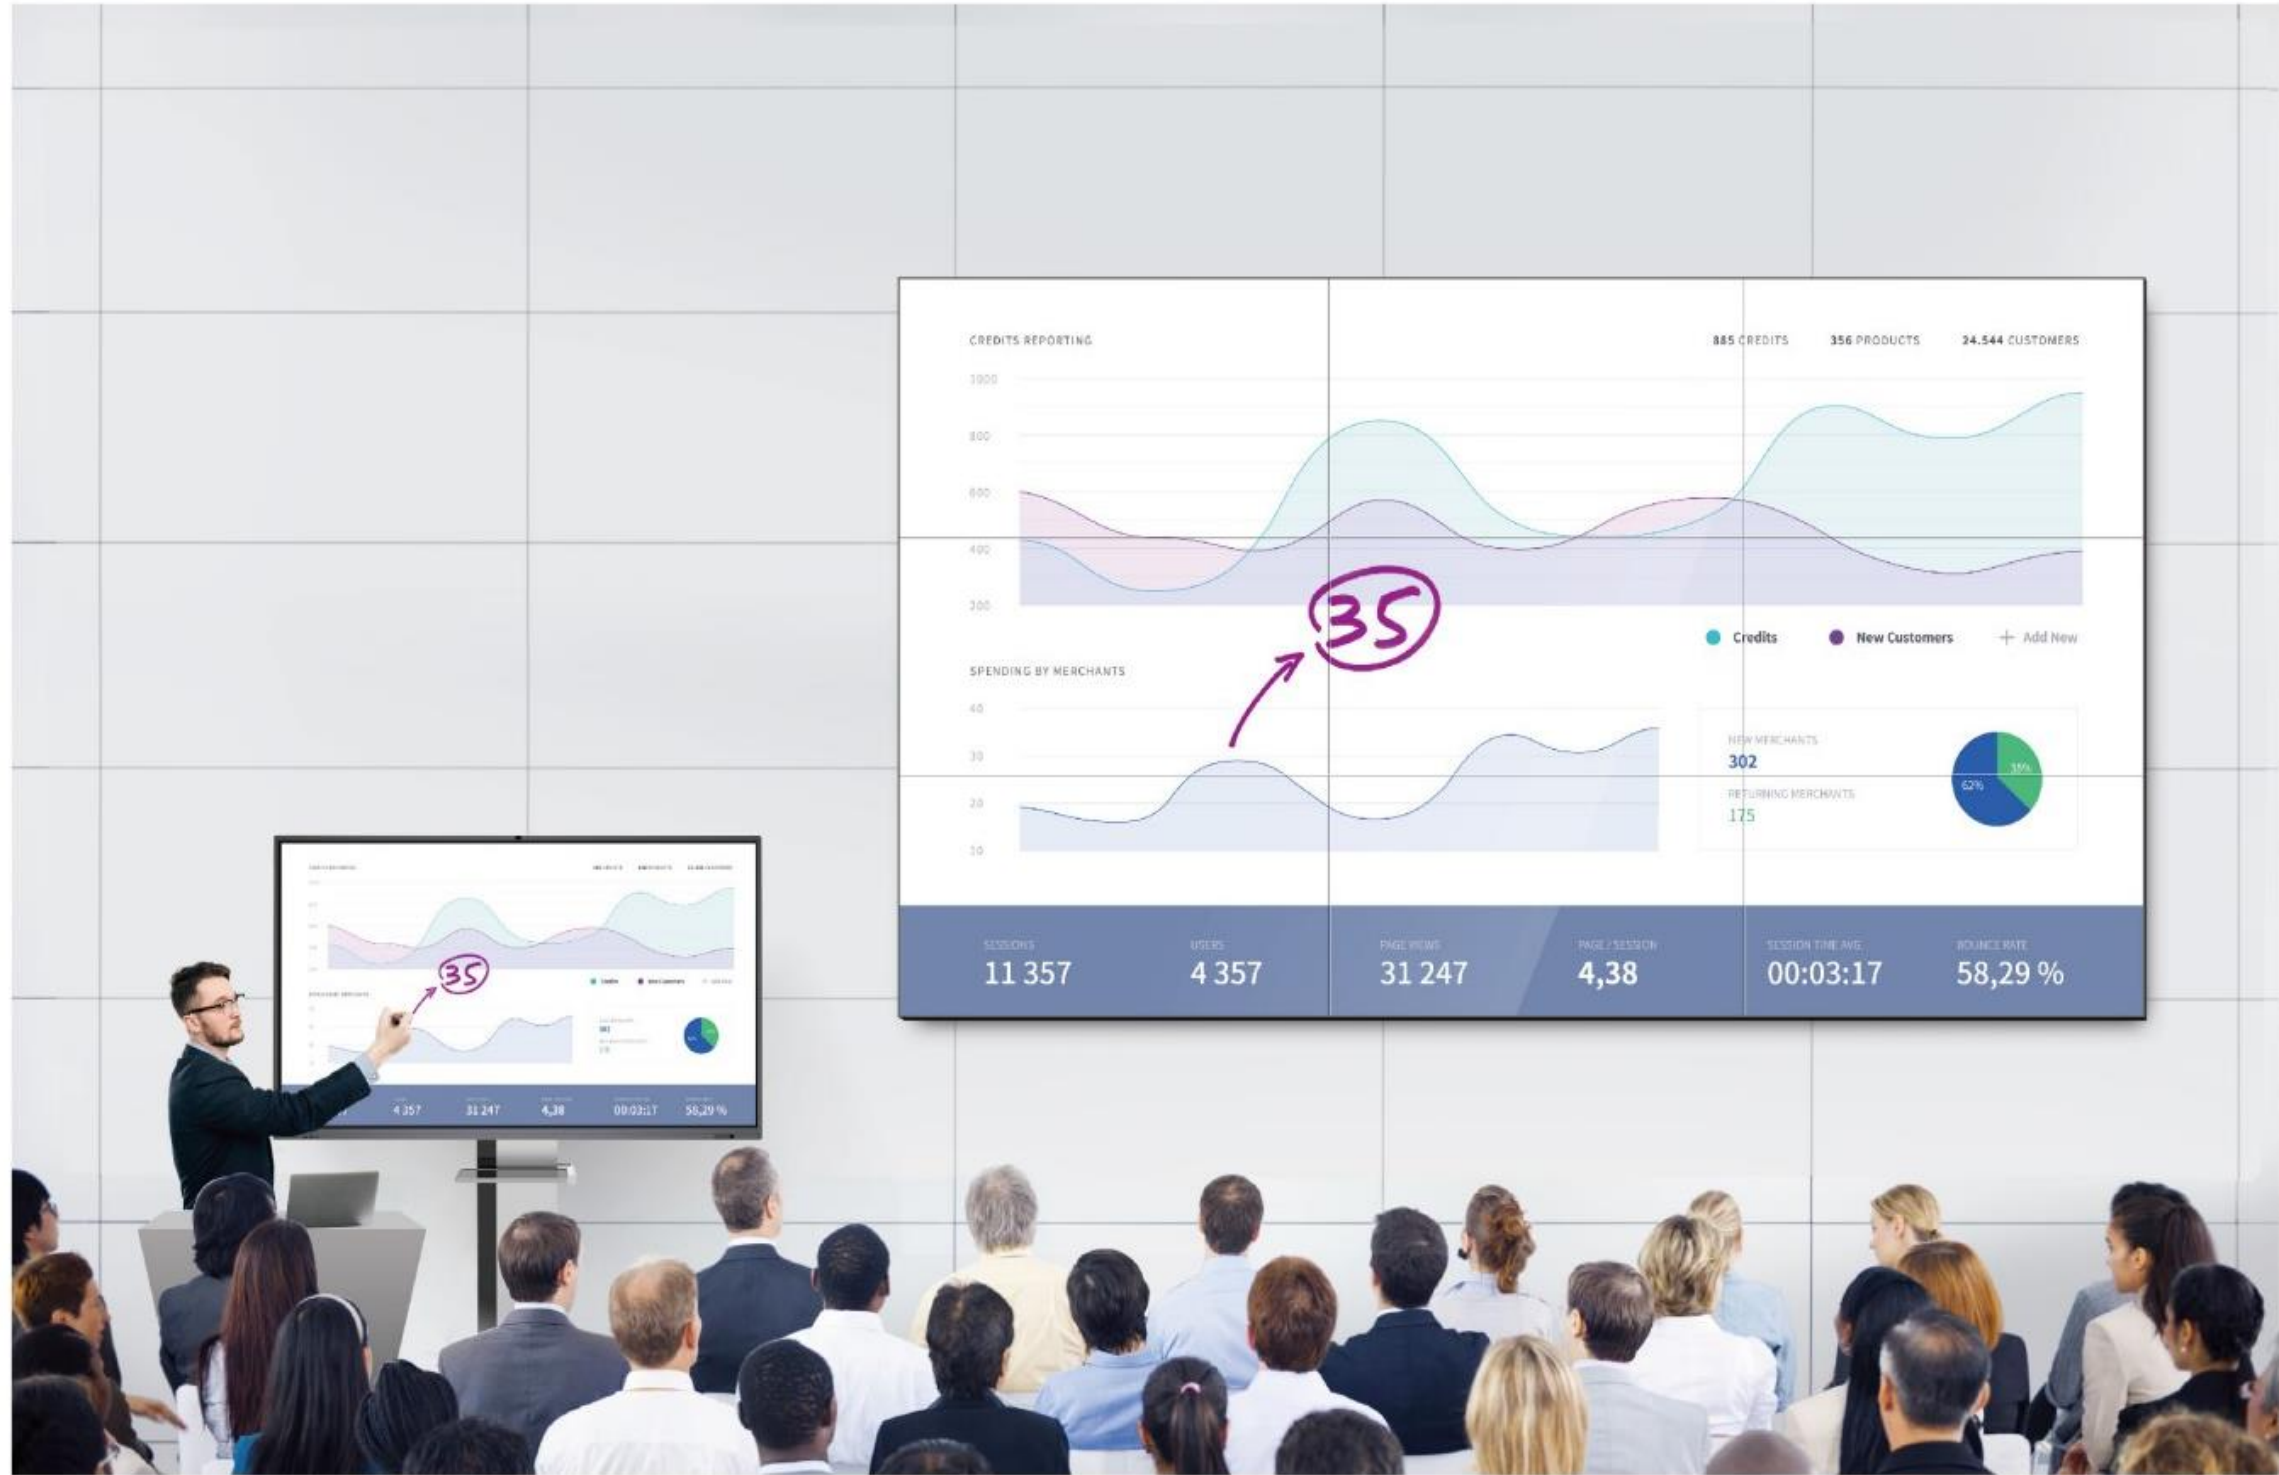 CREDITS REPORTING
885 CREDITS 356 PRODUCTS 24.544 CUSTOMERS
1000
800
600
400
200
35
Credits New Customers + Add New
SPENDING BY MERCHANTS
40
30
20
10
NEW MERCHANTS
302
RETURNING MERCHANTS
175
62%
SESSIONS USERS PAGE VIEWS PAGE / SESSION SESSION TIME AVG BOUNCE RATE
11 357 4 357 31 247 4,38 00:03:17 58,29 %
35
4 357 31 247 4,38 00:03:17 58,29 %